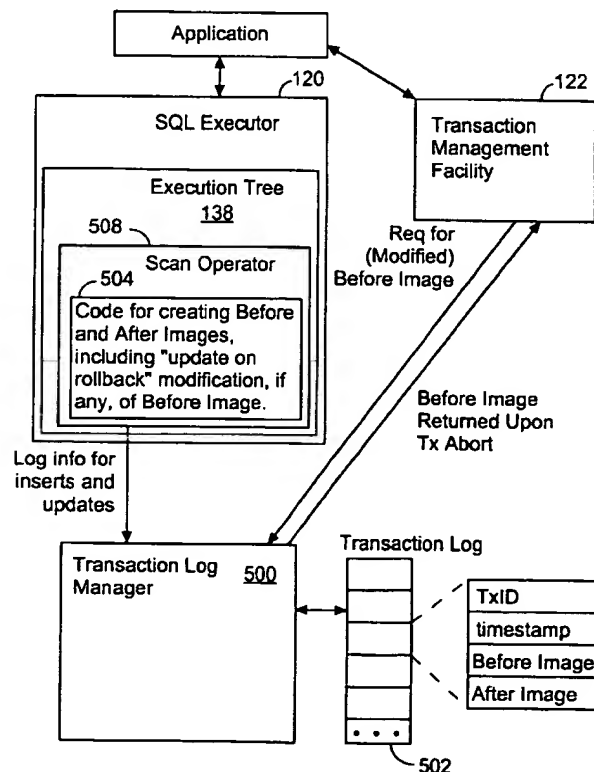 Application
120
122
SQL Executor
Transaction
Management
Facility
Execution Tree
138
508
Scan Operator
504
Code for creating Before
and After Images,
including "update on
rollback" modification, if
any, of Before Image.
Req for
(Modified)
Before Image
Before Image
Returned Upon
Tx Abort
Log info for
inserts and
updates
Transaction Log
Manager
500
Transaction Log
TxID
timestamp
Before Image
After Image
• • •
502